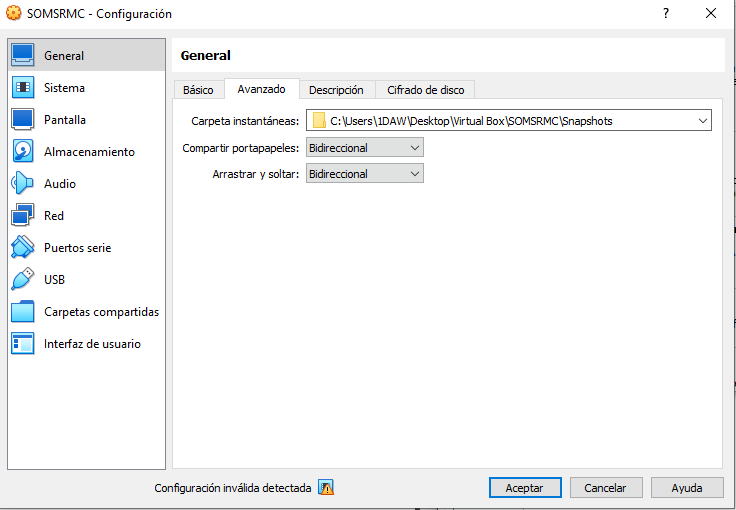 SOMSRMC - Configuración
?
General
Sistema
Pantalla
Almacenamiento
Audio
Red
Puertos serie
USB
Carpetas compartidas
Interfaz de usuario
General
Básico Avanzado Descripción Cifrado de disco
Carpeta instantáneas: C:\Users\1DAW\Desktop\Virtual Box\SOMSRMC\Snapshots
Compartir portapapeles: Bidireccional
Arrastrar y soltar: Bidireccional
Configuración inválida detectada
Aceptar Cancelar Ayuda